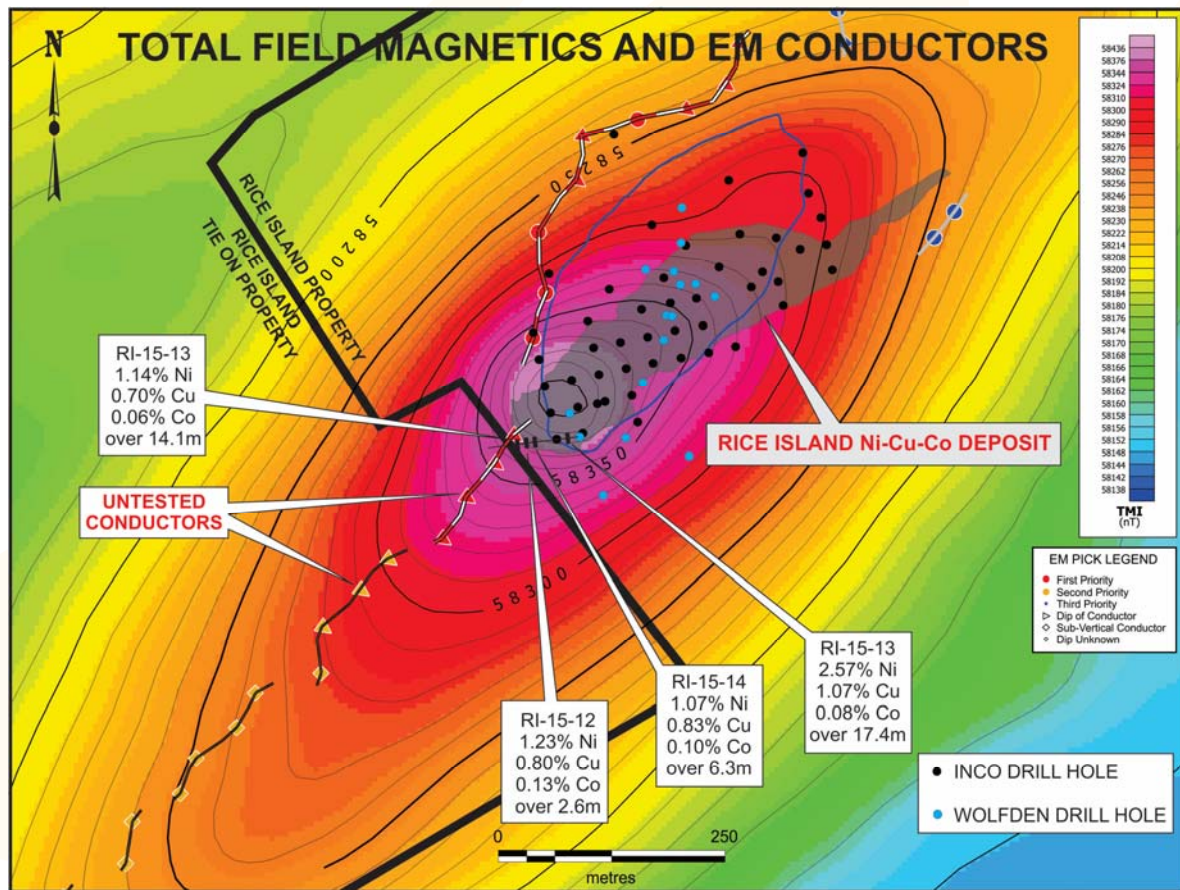 TOTAL FIELD MAGNETICS AND EM CONDUCTORS
N
58250
58200
RICE ISLAND PROPERTY
RICE ISLAND
TIE ON PROPERTY
RI-15-13
1.14% Ni
0.70% Cu
0.06% Co
over 14.1m
UNTESTED
CONDUCTORS
RICE ISLAND Ni-Cu-Co DEPOSIT
58350
58300
RI-15-12
1.23% Ni
0.80% Cu
0.13% Co
over 2.6m
RI-15-14
1.07% Ni
0.83% Cu
0.10% Co
over 6.3m
RI-15-13
2.57% Ni
1.07% Cu
0.08% Co
over 17.4m
0 250
metres
58436
58376
58344
58324
58310
58300
58290
58284
58276
58270
58262
58256
58246
58238
58230
58222
58214
58208
58200
58192
58184
58180
58176
58174
58170
58166
58164
58162
58160
58158
58156
58152
58148
58144
58142
58138
TMI
(nT)
EM PICK LEGEND
First Priority
Second Priority
Third Priority
Dip of Conductor
Sub-Vertical Conductor
Dip Unknown
INCO DRILL HOLE
WOLFDEN DRILL HOLE